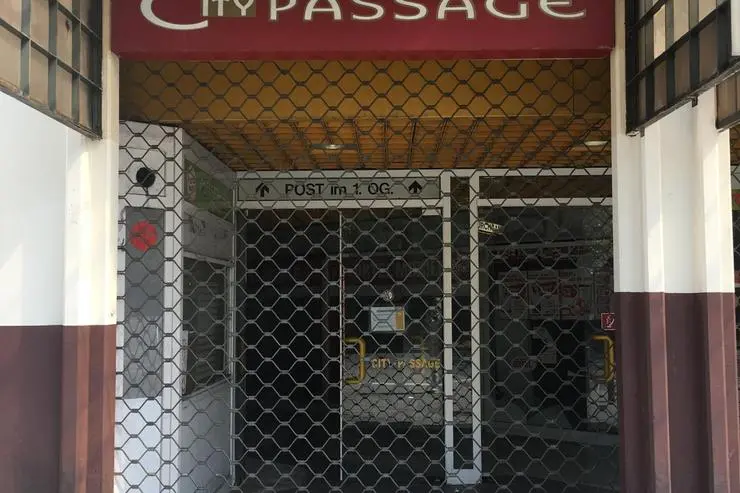 CITY PASSAGE
POST im 1. OG.
CITY PASSAGE